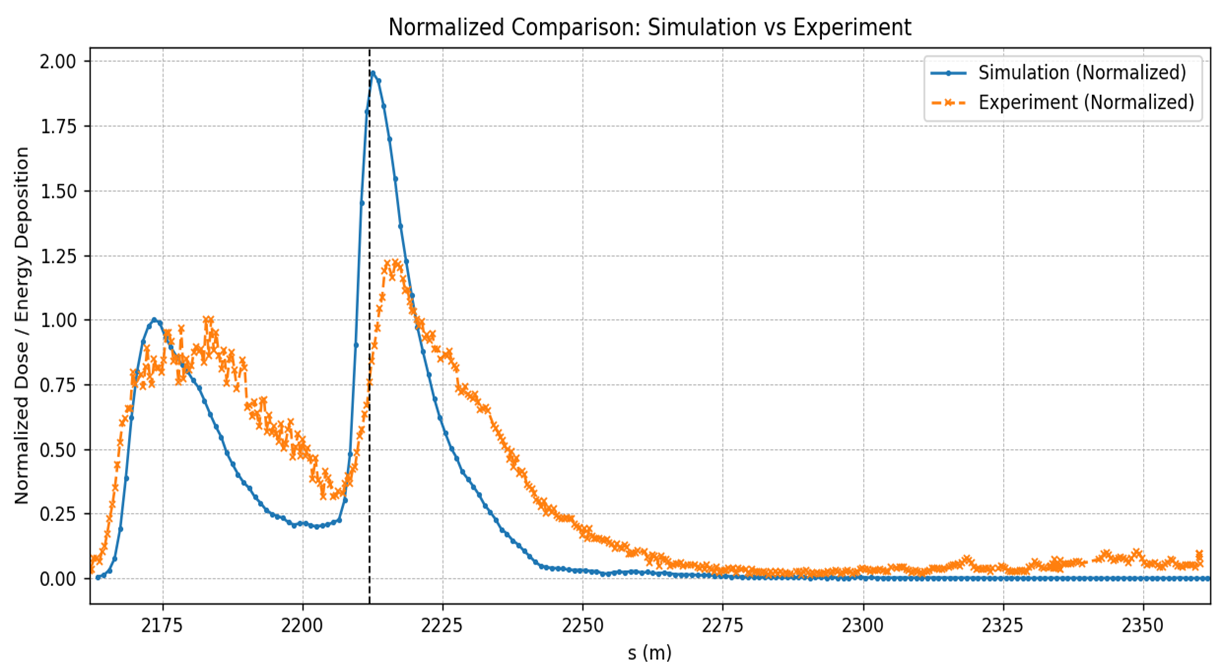 Normalized Comparison: Simulation vs Experiment
Simulation (Normalized)
Experiment (Normalized)
Normalized Dose / Energy Deposition
2.00
1.75
1.50
1.25
1.00
0.75
0.50
0.25
0.00
2175 2200 2225 2250 2275 2300 2325 2350
s (m)